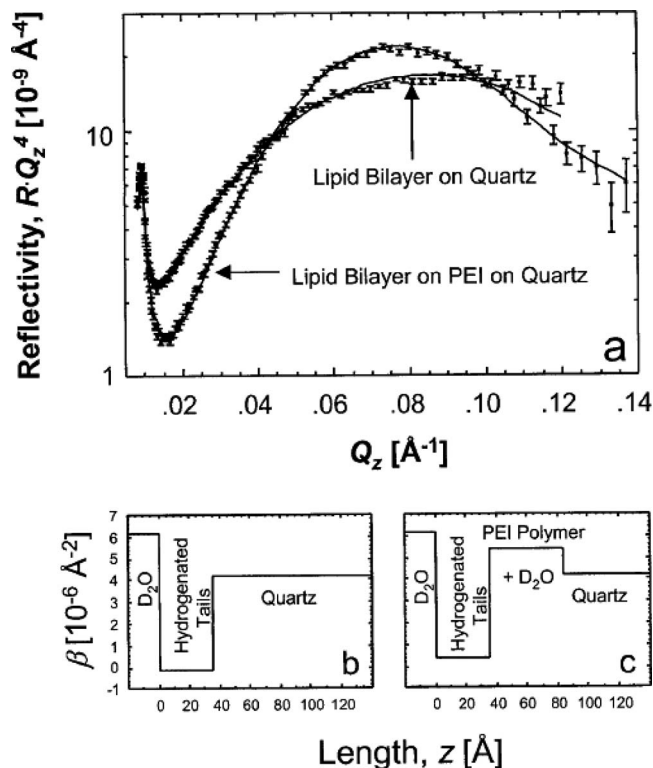 Reflectivity, RQz⁴ [10⁻⁹ Å⁻⁴]
10
1
Lipid Bilayer on Quartz
Lipid Bilayer on PEI on Quartz
a
.02 .04 .06 .08 .10 .12 .14
Qz [Å⁻¹]
β [10⁻⁶ Å⁻²]
7
6
5
4
3
2
1
0
-1
D₂O
Hydrogenated
Tails
Quartz
b
0 20 40 60 80 100 120
D₂O
Hydrogenated
Tails
PEI Polymer
+ D₂O
Quartz
c
0 20 40 60 80 100 120
Length, z [Å]